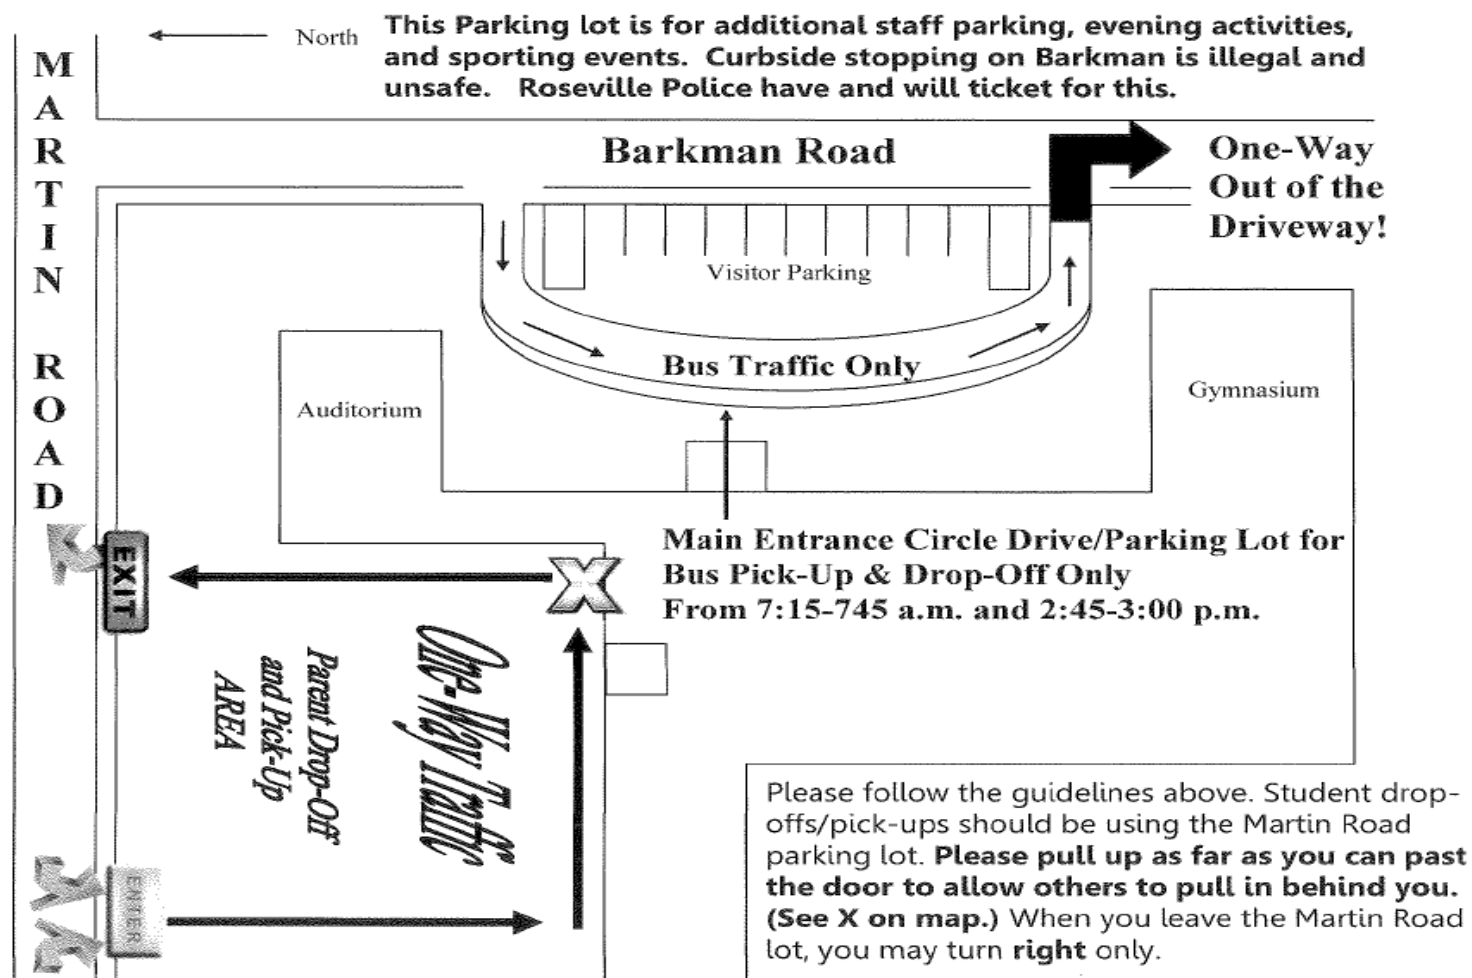 This Parking lot is for additional staff parking, evening activities,
and sporting events. Curbside stopping on Barkman is illegal and
unsafe. Roseville Police have and will ticket for this.
North
MARTIN ROAD
Barkman Road
One-Way
Out of the
Driveway!
Visitor Parking
Bus Traffic Only
Auditorium
Gymnasium
Main Entrance Circle Drive/Parking Lot for
Bus Pick-Up & Drop-Off Only
From 7:15-745 a.m. and 2:45-3:00 p.m.
EXIT
X
One-Way Traffic
Parent Drop-Off
and Pick-Up
AREA
ENTER
Please follow the guidelines above. Student drop-
offs/pick-ups should be using the Martin Road
parking lot. Please pull up as far as you can past
the door to allow others to pull in behind you.
(See X on map.) When you leave the Martin Road
lot, you may turn right only.